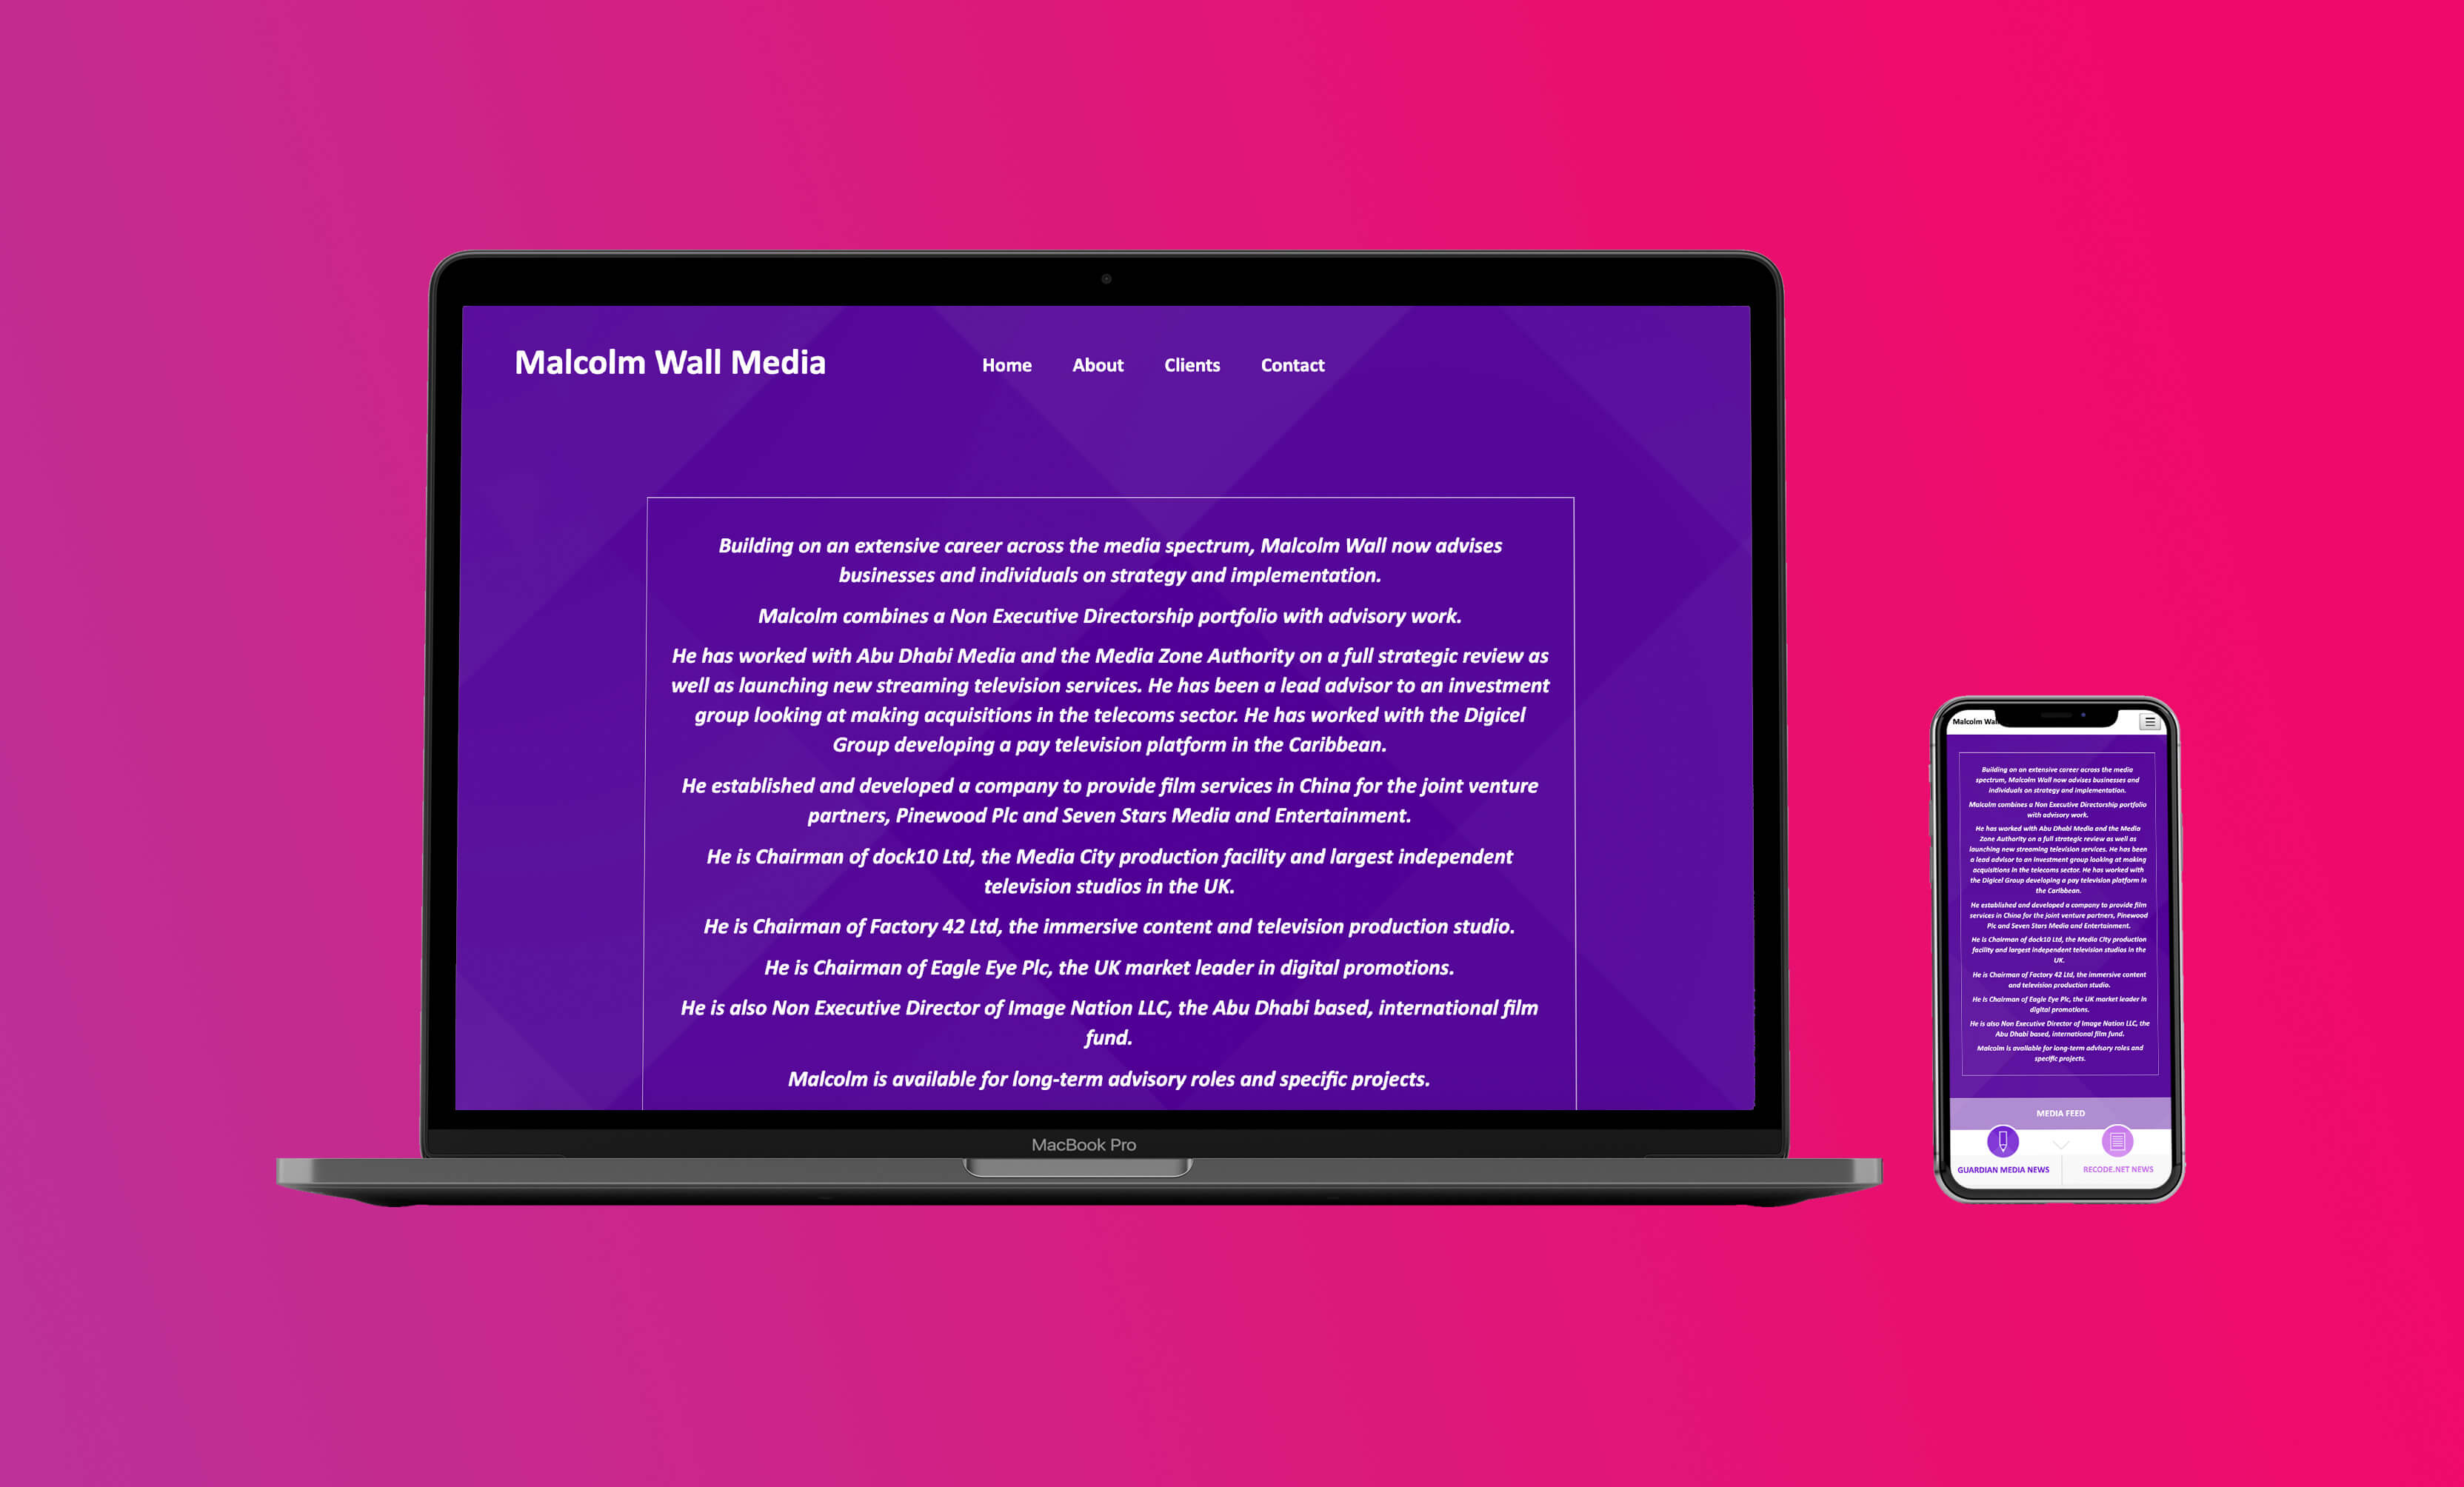 Malcolm Wall Media
Home About Clients Contact
Building on an extensive career across the media spectrum, Malcolm Wall now advises
businesses and individuals on strategy and implementation.
Malcolm combines a Non Executive Directorship portfolio with advisory work.
He has worked with Abu Dhabi Media and the Media Zone Authority on a full strategic review as
well as launching new streaming television services. He has been a lead advisor to an investment
group looking at making acquisitions in the telecoms sector. He has worked with the Digicel
Group developing a pay television platform in the Caribbean.
He established and developed a company to provide film services in China for the joint venture
partners, Pinewood Plc and Seven Stars Media and Entertainment.
He is Chairman of dock10 Ltd, the Media City production facility and largest independent
television studios in the UK.
He is Chairman of Factory 42 Ltd, the immersive content and television production studio.
He is Chairman of Eagle Eye Plc, the UK market leader in digital promotions.
He is also Non Executive Director of Image Nation LLC, the Abu Dhabi based, international film
fund.
Malcolm is available for long-term advisory roles and specific projects.
MacBook Pro
Malcolm Wal
Building on an extensive career across the media
spectrum, Malcolm Wall now advises businesses and
individuals on strategy and implementation.
Malcolm combines a Non Executive Directorship portfolio
with advisory work.
He has worked with Abu Dhabi Media and the Media
Zone Authority on a full strategic review as well as
launching new streaming television services. He has been
a lead advisor to an investment group looking at making
acquisitions in the telecoms sector. He has worked with
the Digicel Group developing a pay television platform in
the Caribbean.
He established and developed a company to provide film
services in China for the joint venture partners, Pinewood
Plc and Seven Stars Media and Entertainment.
He is Chairman of dock10 Ltd, the Media City production
facility and largest independent television studios in the
UK.
He is Chairman of Factory 42 Ltd, the immersive content
and television production studio.
He is Chairman of Eagle Eye Plc, the UK market leader in
digital promotions.
He is also Non Executive Director of Image Nation LLC, the
Abu Dhabi based, international film fund.
Malcolm is available for long-term advisory roles and
specific projects.
MEDIA FEED
GUARDIAN MEDIA NEWS RECODE.NET NEWS